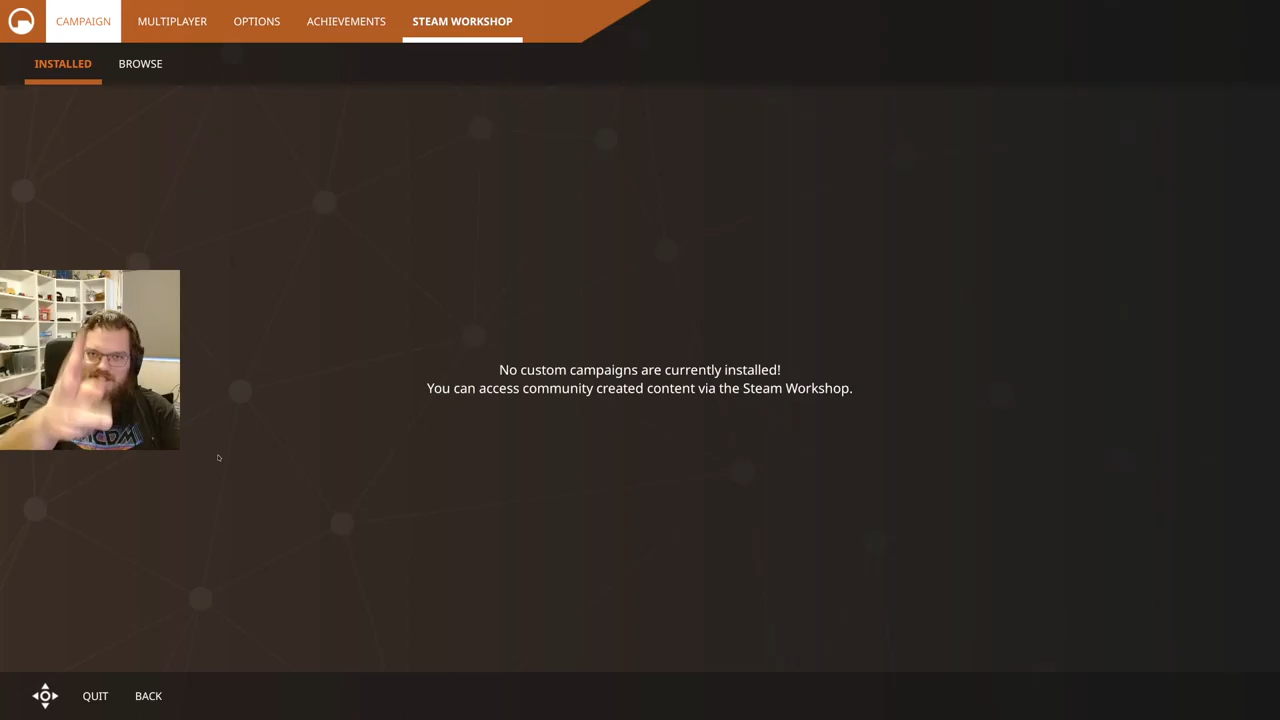 CAMPAIGN MULTIPLAYER OPTIONS ACHIEVEMENTS STEAM WORKSHOP
INSTALLED BROWSE
No custom campaigns are currently installed!
You can access community created content via the Steam Workshop.
QUIT BACK